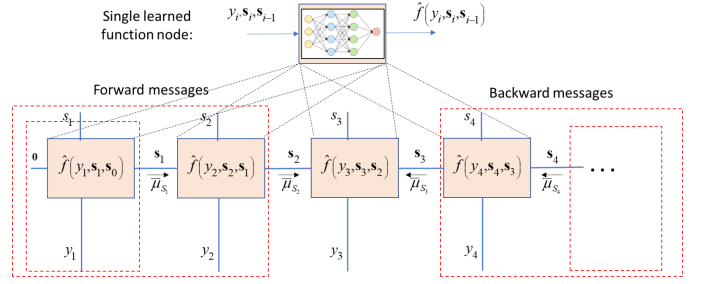 Single learned function node:
y_i, s_i, s_{i-1}
f̂(y_i, s_i, s_{i-1})
Forward messages
Backward messages
s_1
s_2
s_3
s_4
0
f̂(y_1, s_1, s_0)
s_1
μ̅_{S_1}
f̂(y_2, s_2, s_1)
s_2
μ̅_{S_2}
f̂(y_3, s_3, s_2)
s_3
μ̅_{S_3}
f̂(y_4, s_4, s_3)
s_4
μ̅_{S_4}
...
y_1
y_2
y_3
y_4